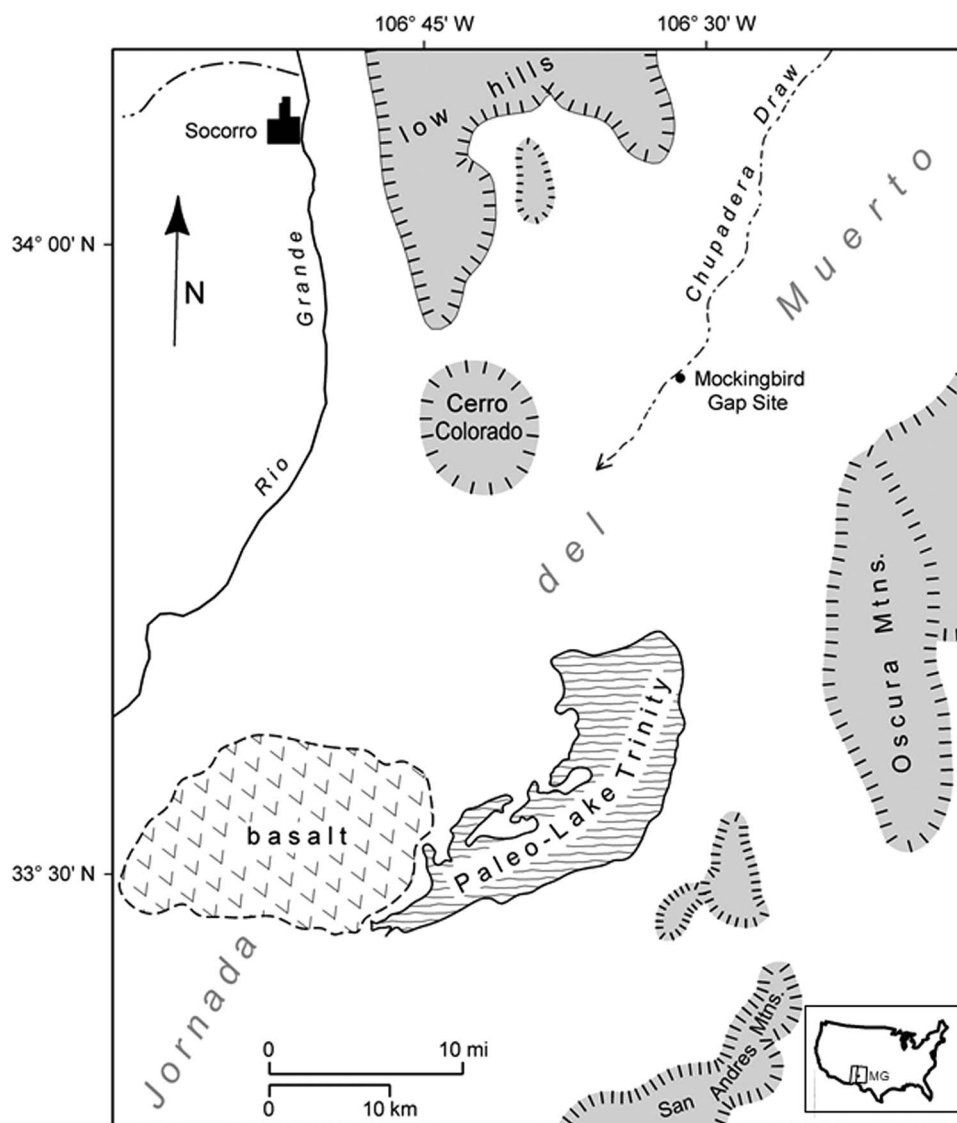 106° 45' W
106° 30' W
low hills
Socorro
Chupadera Draw
34° 00' N
N
Rio Grande
Jornada del Muerto
Mockingbird
Gap Site
Cerro
Colorado
Oscura Mtns.
Paleo-Lake Trinity
basalt
33° 30' N
San Andres Mtns.
0 10 mi
0 10 km
MG